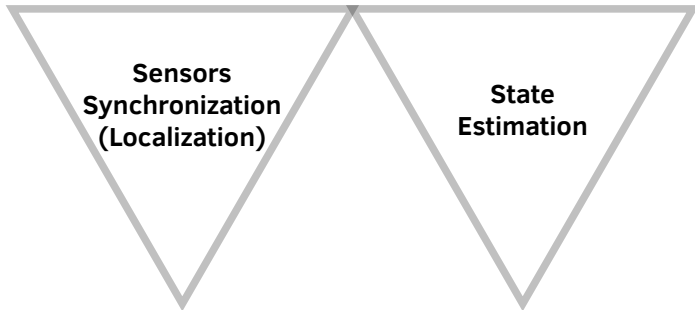 Sensors
Synchronization
(Localization)
State
Estimation